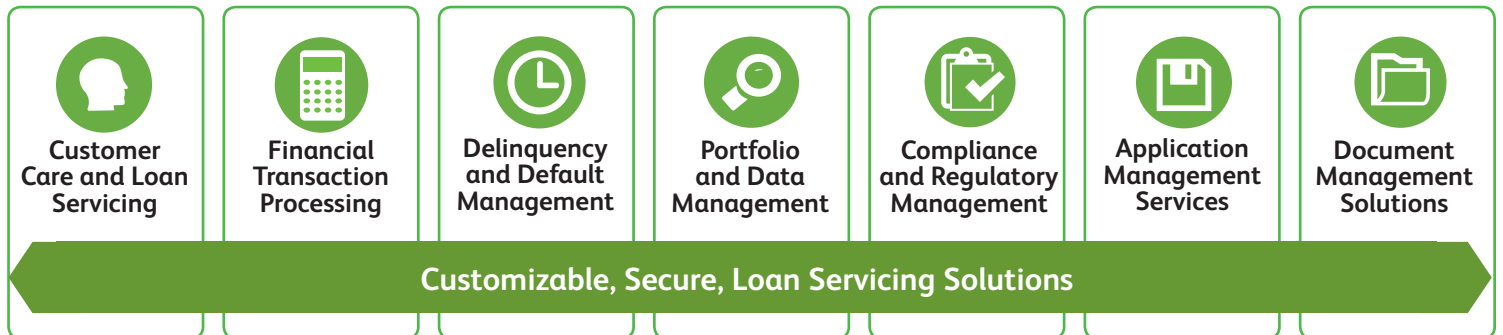 Customer
Care and Loan
Servicing
Financial
Transaction
Processing
Delinquency
and Default
Management
Portfolio
and Data
Management
Compliance
and Regulatory
Management
Application
Management
Services
Document
Management
Solutions
Customizable, Secure, Loan Servicing Solutions